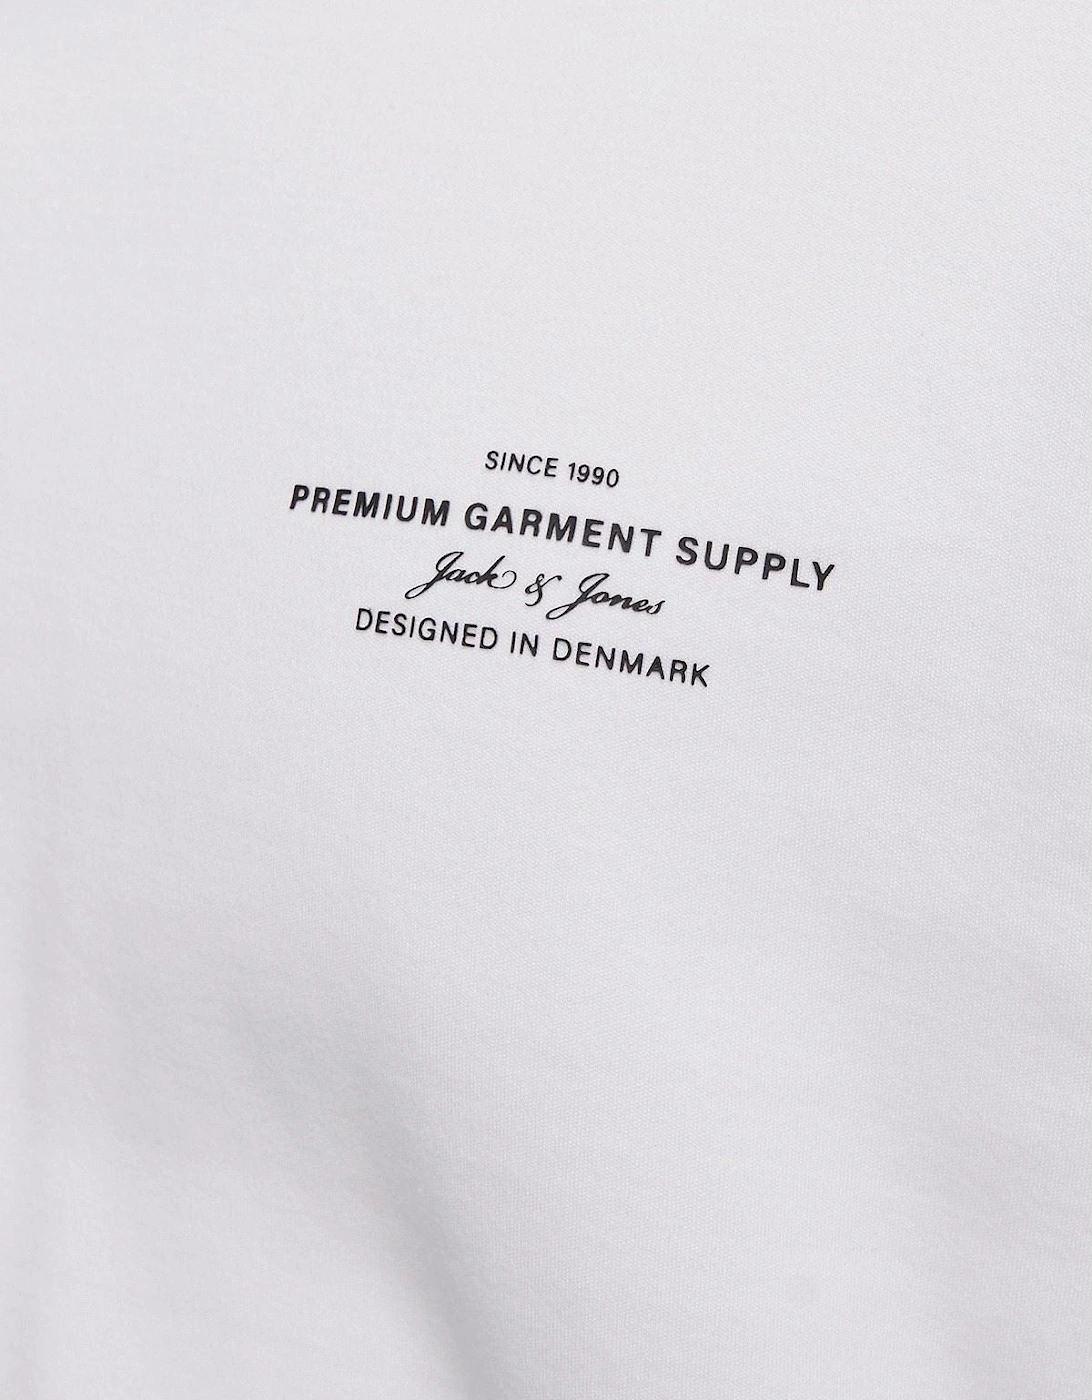 SINCE 1990
PREMIUM GARMENT SUPPLY
Jack & Jones
DESIGNED IN DENMARK